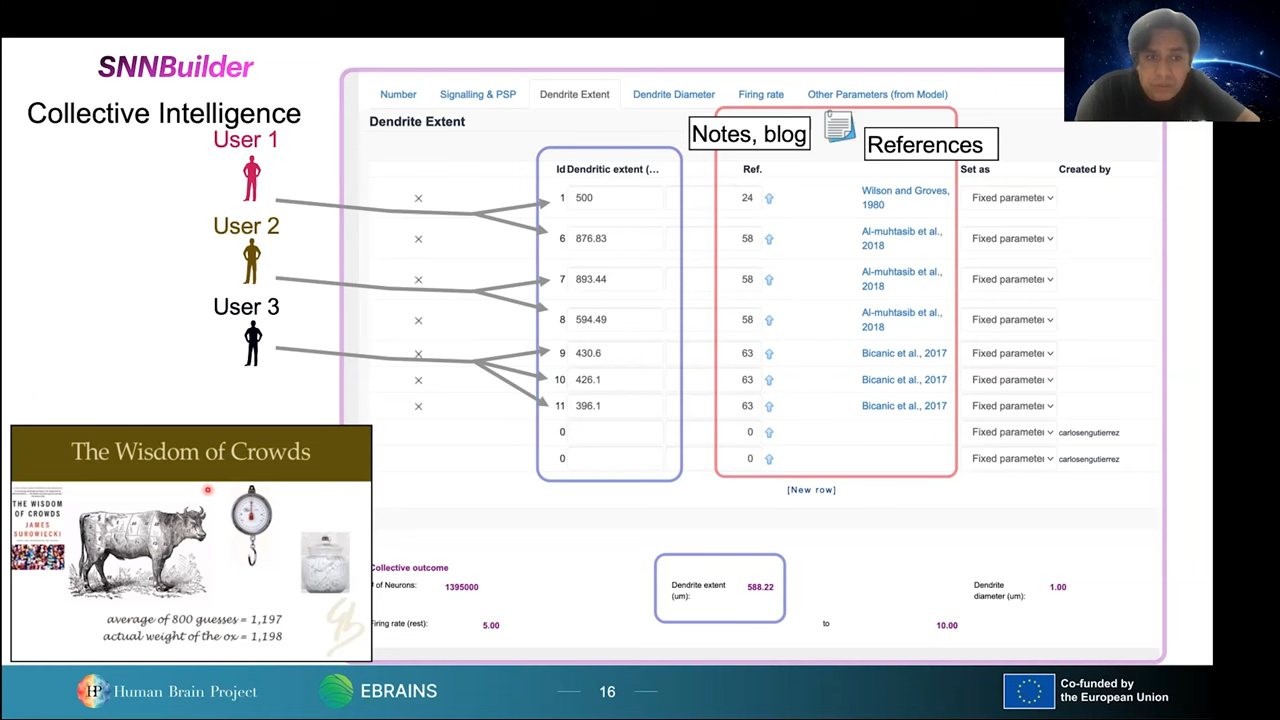 SNNBuilder
Collective Intelligence
User 1
User 2
User 3
Number Signalling & PSP Dendrite Extent Dendrite Diameter Firing rate Other Parameters (from Model)
Dendrite Extent
Notes, blog
References
Id Dendritic extent (... Ref. Set as Created by
1 500 24 Wilson and Groves, 1980 Fixed parameter
6 876.83 58 Al-muhtasib et al., 2018 Fixed parameter
7 893.44 58 Al-muhtasib et al., 2018 Fixed parameter
8 594.49 58 Al-muhtasib et al., 2018 Fixed parameter
9 430.6 63 Bicanic et al., 2017 Fixed parameter
10 426.1 63 Bicanic et al., 2017 Fixed parameter
11 396.1 63 Bicanic et al., 2017 Fixed parameter
0 0 Fixed parameter carlosengutierrez
0 0 Fixed parameter carlosengutierrez
[New row]
Collective outcome
# of Neurons: 1395000
Dendrite extent (um): 588.22
Dendrite diameter (um): 1.00
Firing rate (rest): 5.00 to 10.00
The Wisdom of Crowds
THE WISDOM
OF CROWDS
JAMES
SUROWIECKI
average of 800 guesses = 1,197
actual weight of the ox = 1,198
HP Human Brain Project
EBRAINS
16
Co-funded by
the European Union